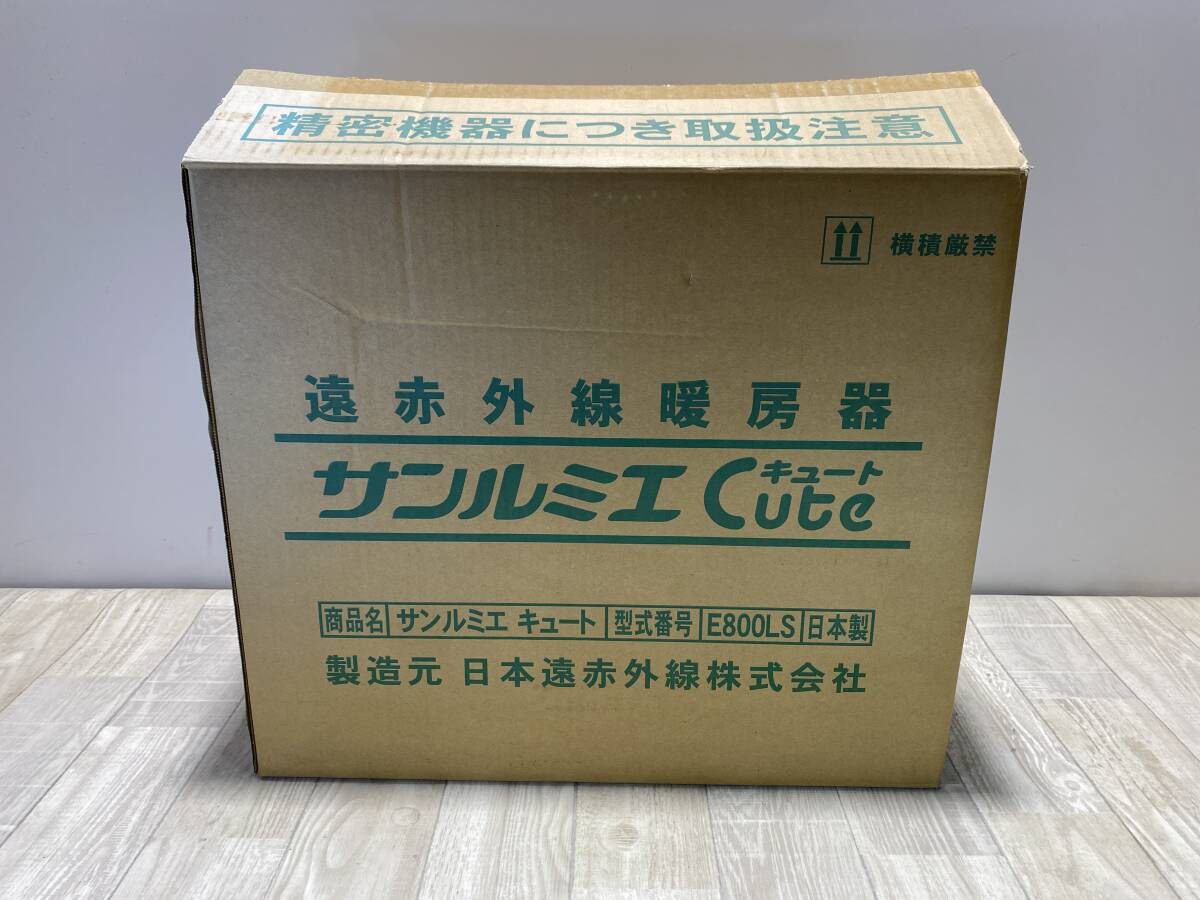 精密機器につき取扱注意
横積厳禁
遠赤外線暖房器
サンルミエ Cute キュート
商品名 サンルミエ キュート 型式番号 E800LS 日本製
製造元 日本遠赤外線株式会社